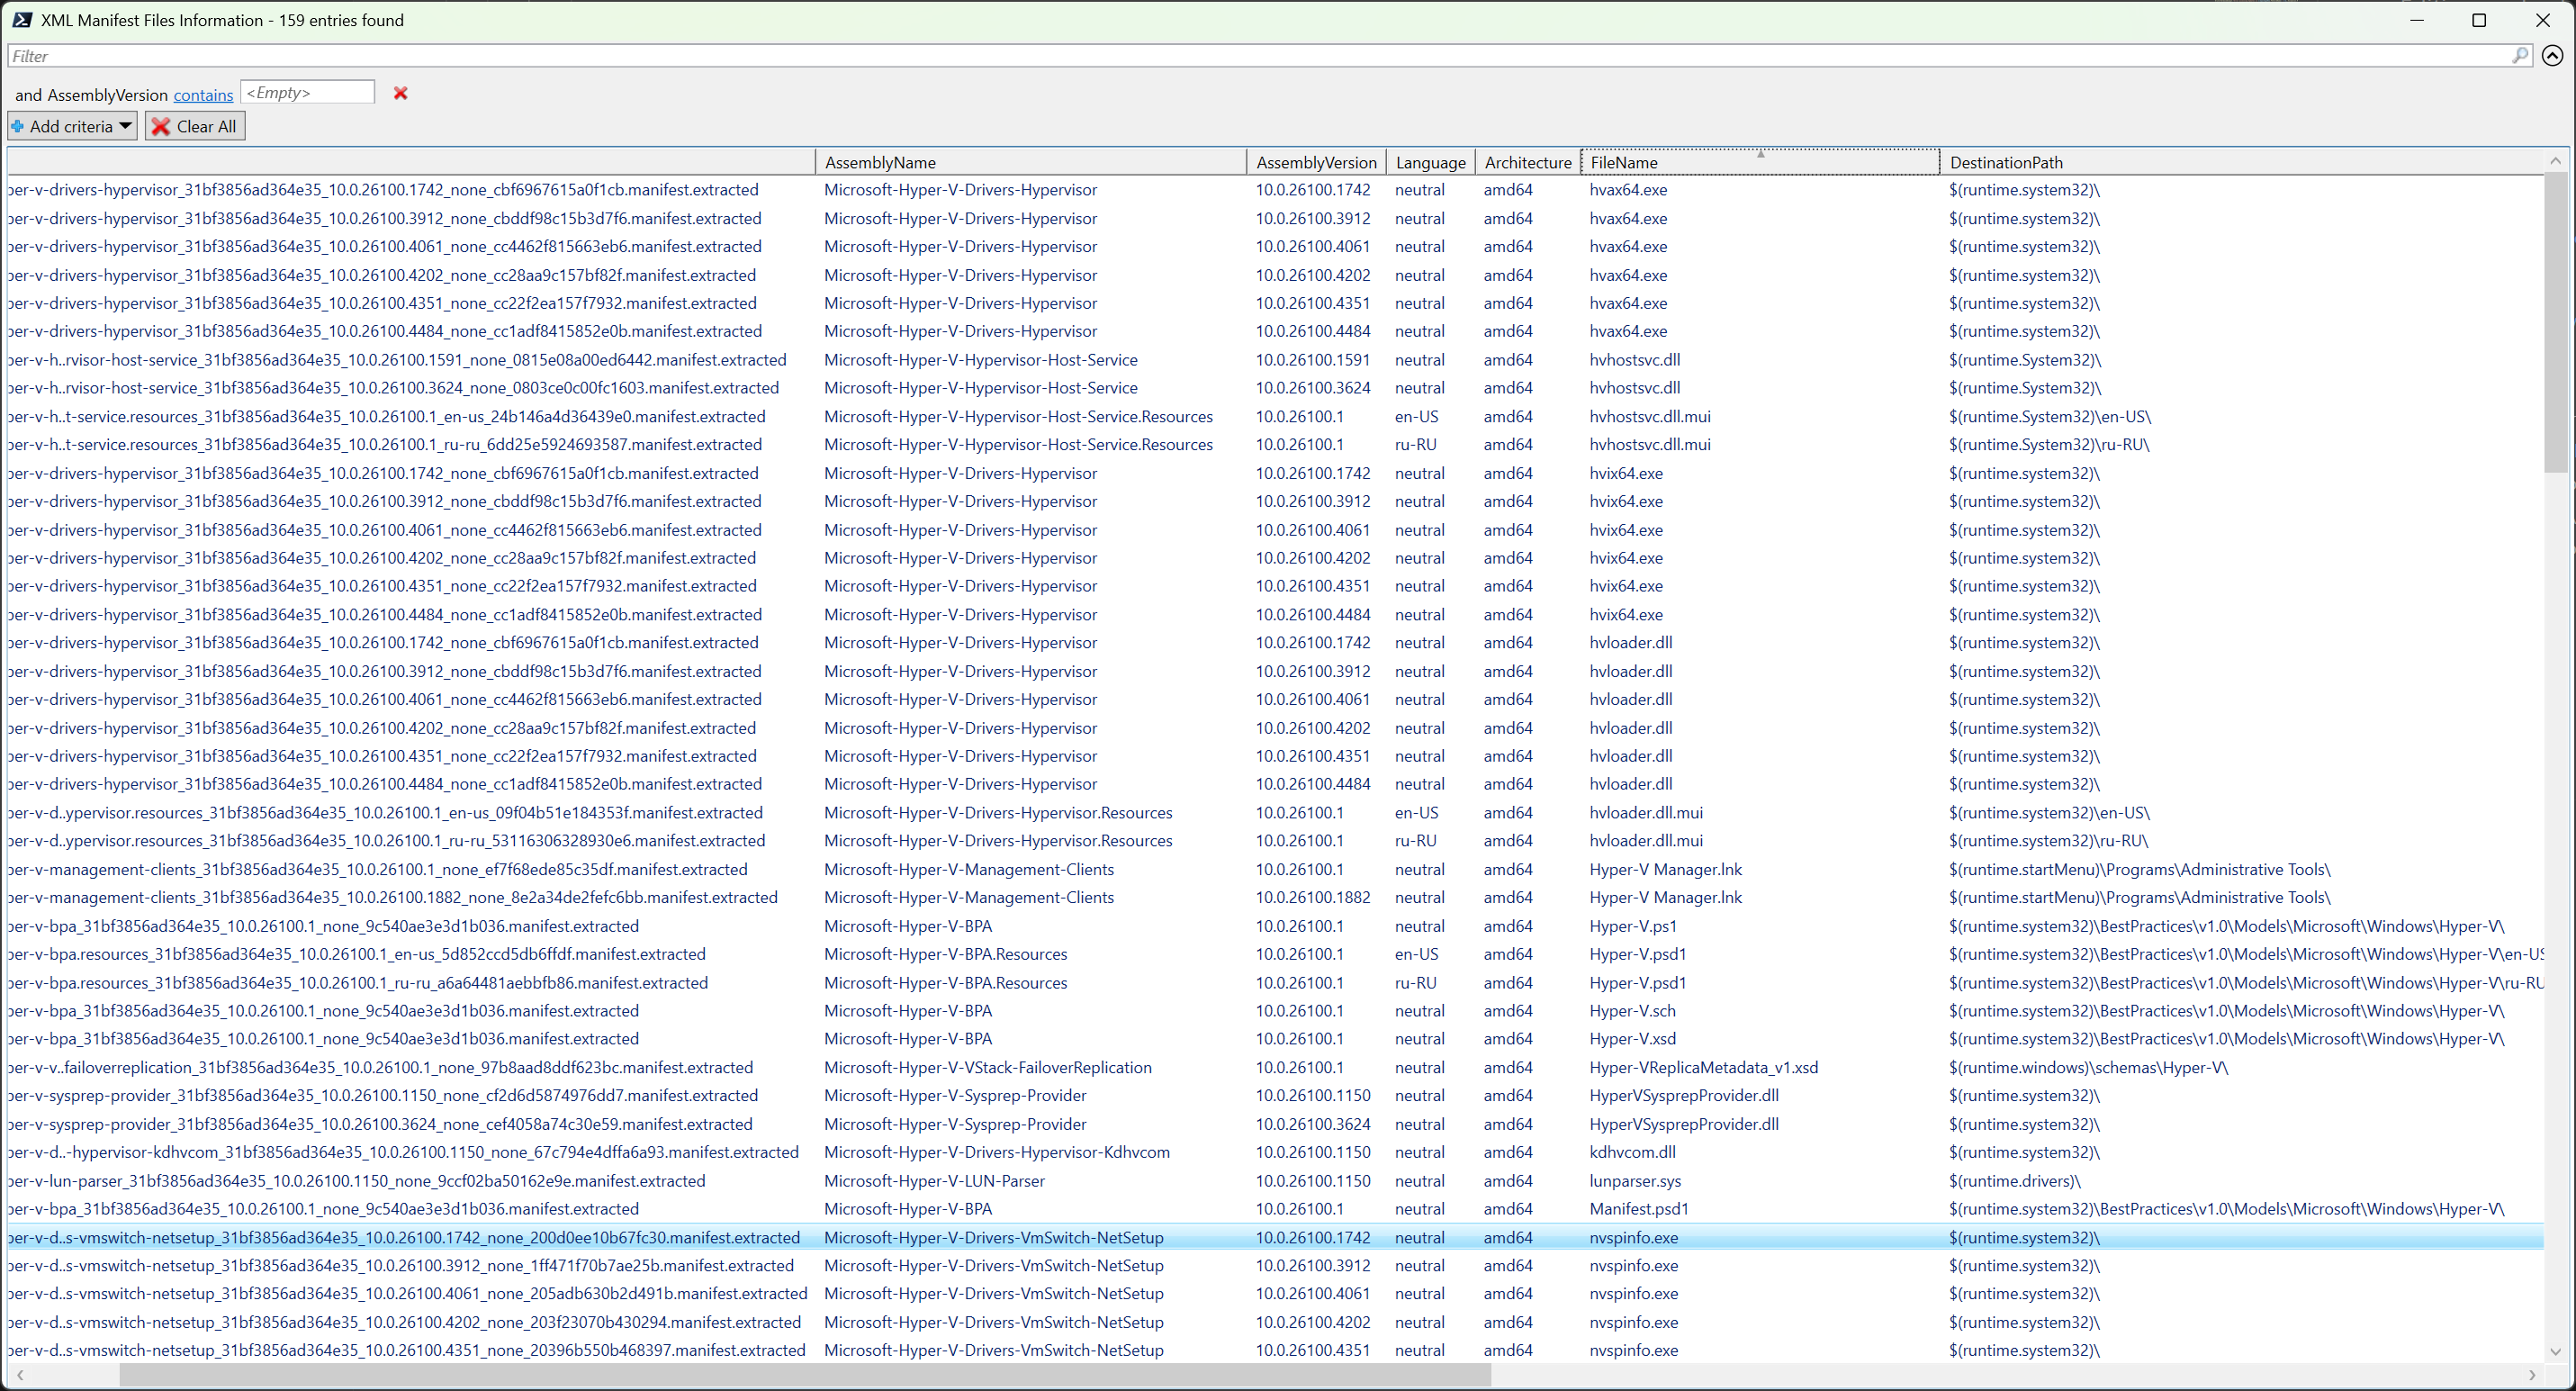 XML Manifest Files Information - 159 entries found
Filter
and AssemblyVersion contains <Empty>
Add criteria Clear All
AssemblyName AssemblyVersion Language Architecture FileName DestinationPath
per-v-drivers-hypervisor_31bf3856ad364e35_10.0.26100.1742_none_cbf6967615a0f1cb.manifest.extracted Microsoft-Hyper-V-Drivers-Hypervisor 10.0.26100.1742 neutral amd64 hvax64.exe $(runtime.system32)\
per-v-drivers-hypervisor_31bf3856ad364e35_10.0.26100.3912_none_cbddf98c15b3d7f6.manifest.extracted Microsoft-Hyper-V-Drivers-Hypervisor 10.0.26100.3912 neutral amd64 hvax64.exe $(runtime.system32)\
per-v-drivers-hypervisor_31bf3856ad364e35_10.0.26100.4061_none_cc4462f815663eb6.manifest.extracted Microsoft-Hyper-V-Drivers-Hypervisor 10.0.26100.4061 neutral amd64 hvax64.exe $(runtime.system32)\
per-v-drivers-hypervisor_31bf3856ad364e35_10.0.26100.4202_none_cc28aa9c157bf82f.manifest.extracted Microsoft-Hyper-V-Drivers-Hypervisor 10.0.26100.4202 neutral amd64 hvax64.exe $(runtime.system32)\
per-v-drivers-hypervisor_31bf3856ad364e35_10.0.26100.4351_none_cc22f2ea157f7932.manifest.extracted Microsoft-Hyper-V-Drivers-Hypervisor 10.0.26100.4351 neutral amd64 hvax64.exe $(runtime.system32)\
per-v-drivers-hypervisor_31bf3856ad364e35_10.0.26100.4484_none_cc1adf8415852e0b.manifest.extracted Microsoft-Hyper-V-Drivers-Hypervisor 10.0.26100.4484 neutral amd64 hvax64.exe $(runtime.system32)\
per-v-h..rvisor-host-service_31bf3856ad364e35_10.0.26100.1591_none_0815e08a00ed6442.manifest.extracted Microsoft-Hyper-V-Hypervisor-Host-Service 10.0.26100.1591 neutral amd64 hvhostsvc.dll $(runtime.System32)\
per-v-h..rvisor-host-service_31bf3856ad364e35_10.0.26100.3624_none_0803ce0c00fc1603.manifest.extracted Microsoft-Hyper-V-Hypervisor-Host-Service 10.0.26100.3624 neutral amd64 hvhostsvc.dll $(runtime.System32)\
per-v-h..t-service.resources_31bf3856ad364e35_10.0.26100.1_en-us_24b146a4d36439e0.manifest.extracted Microsoft-Hyper-V-Hypervisor-Host-Service.Resources 10.0.26100.1 en-US amd64 hvhostsvc.dll.mui $(runtime.System32)\en-US\
per-v-h..t-service.resources_31bf3856ad364e35_10.0.26100.1_ru-ru_6dd25e5924693587.manifest.extracted Microsoft-Hyper-V-Hypervisor-Host-Service.Resources 10.0.26100.1 ru-RU amd64 hvhostsvc.dll.mui $(runtime.System32)\ru-RU\
per-v-drivers-hypervisor_31bf3856ad364e35_10.0.26100.1742_none_cbf6967615a0f1cb.manifest.extracted Microsoft-Hyper-V-Drivers-Hypervisor 10.0.26100.1742 neutral amd64 hvix64.exe $(runtime.system32)\
per-v-drivers-hypervisor_31bf3856ad364e35_10.0.26100.3912_none_cbddf98c15b3d7f6.manifest.extracted Microsoft-Hyper-V-Drivers-Hypervisor 10.0.26100.3912 neutral amd64 hvix64.exe $(runtime.system32)\
per-v-drivers-hypervisor_31bf3856ad364e35_10.0.26100.4061_none_cc4462f815663eb6.manifest.extracted Microsoft-Hyper-V-Drivers-Hypervisor 10.0.26100.4061 neutral amd64 hvix64.exe $(runtime.system32)\
per-v-drivers-hypervisor_31bf3856ad364e35_10.0.26100.4202_none_cc28aa9c157bf82f.manifest.extracted Microsoft-Hyper-V-Drivers-Hypervisor 10.0.26100.4202 neutral amd64 hvix64.exe $(runtime.system32)\
per-v-drivers-hypervisor_31bf3856ad364e35_10.0.26100.4351_none_cc22f2ea157f7932.manifest.extracted Microsoft-Hyper-V-Drivers-Hypervisor 10.0.26100.4351 neutral amd64 hvix64.exe $(runtime.system32)\
per-v-drivers-hypervisor_31bf3856ad364e35_10.0.26100.4484_none_cc1adf8415852e0b.manifest.extracted Microsoft-Hyper-V-Drivers-Hypervisor 10.0.26100.4484 neutral amd64 hvix64.exe $(runtime.system32)\
per-v-drivers-hypervisor_31bf3856ad364e35_10.0.26100.1742_none_cbf6967615a0f1cb.manifest.extracted Microsoft-Hyper-V-Drivers-Hypervisor 10.0.26100.1742 neutral amd64 hvloader.dll $(runtime.system32)\
per-v-drivers-hypervisor_31bf3856ad364e35_10.0.26100.3912_none_cbddf98c15b3d7f6.manifest.extracted Microsoft-Hyper-V-Drivers-Hypervisor 10.0.26100.3912 neutral amd64 hvloader.dll $(runtime.system32)\
per-v-drivers-hypervisor_31bf3856ad364e35_10.0.26100.4061_none_cc4462f815663eb6.manifest.extracted Microsoft-Hyper-V-Drivers-Hypervisor 10.0.26100.4061 neutral amd64 hvloader.dll $(runtime.system32)\
per-v-drivers-hypervisor_31bf3856ad364e35_10.0.26100.4202_none_cc28aa9c157bf82f.manifest.extracted Microsoft-Hyper-V-Drivers-Hypervisor 10.0.26100.4202 neutral amd64 hvloader.dll $(runtime.system32)\
per-v-drivers-hypervisor_31bf3856ad364e35_10.0.26100.4351_none_cc22f2ea157f7932.manifest.extracted Microsoft-Hyper-V-Drivers-Hypervisor 10.0.26100.4351 neutral amd64 hvloader.dll $(runtime.system32)\
per-v-drivers-hypervisor_31bf3856ad364e35_10.0.26100.4484_none_cc1adf8415852e0b.manifest.extracted Microsoft-Hyper-V-Drivers-Hypervisor 10.0.26100.4484 neutral amd64 hvloader.dll $(runtime.system32)\
per-v-d..ypervisor.resources_31bf3856ad364e35_10.0.26100.1_en-us_09f04b51e184353f.manifest.extracted Microsoft-Hyper-V-Drivers-Hypervisor.Resources 10.0.26100.1 en-US amd64 hvloader.dll.mui $(runtime.system32)\en-US\
per-v-d..ypervisor.resources_31bf3856ad364e35_10.0.26100.1_ru-ru_53116306328930e6.manifest.extracted Microsoft-Hyper-V-Drivers-Hypervisor.Resources 10.0.26100.1 ru-RU amd64 hvloader.dll.mui $(runtime.system32)\ru-RU\
per-v-management-clients_31bf3856ad364e35_10.0.26100.1_none_ef7f68ede85c35df.manifest.extracted Microsoft-Hyper-V-Management-Clients 10.0.26100.1 neutral amd64 Hyper-V Manager.lnk $(runtime.startMenu)\Programs\Administrative Tools\
per-v-management-clients_31bf3856ad364e35_10.0.26100.1882_none_8e2a34de2fefc6bb.manifest.extracted Microsoft-Hyper-V-Management-Clients 10.0.26100.1882 neutral amd64 Hyper-V Manager.lnk $(runtime.startMenu)\Programs\Administrative Tools\
per-v-bpa_31bf3856ad364e35_10.0.26100.1_none_9c540ae3e3d1b036.manifest.extracted Microsoft-Hyper-V-BPA 10.0.26100.1 neutral amd64 Hyper-V.ps1 $(runtime.system32)\BestPractices\v1.0\Models\Microsoft\Windows\Hyper-V\
per-v-bpa.resources_31bf3856ad364e35_10.0.26100.1_en-us_5d852ccd5db6ffdf.manifest.extracted Microsoft-Hyper-V-BPA.Resources 10.0.26100.1 en-US amd64 Hyper-V.psd1 $(runtime.system32)\BestPractices\v1.0\Models\Microsoft\Windows\Hyper-V\en-US
per-v-bpa.resources_31bf3856ad364e35_10.0.26100.1_ru-ru_a6a64481aebbfb86.manifest.extracted Microsoft-Hyper-V-BPA.Resources 10.0.26100.1 ru-RU amd64 Hyper-V.psd1 $(runtime.system32)\BestPractices\v1.0\Models\Microsoft\Windows\Hyper-V\ru-RU
per-v-bpa_31bf3856ad364e35_10.0.26100.1_none_9c540ae3e3d1b036.manifest.extracted Microsoft-Hyper-V-BPA 10.0.26100.1 neutral amd64 Hyper-V.sch $(runtime.system32)\BestPractices\v1.0\Models\Microsoft\Windows\Hyper-V\
per-v-bpa_31bf3856ad364e35_10.0.26100.1_none_9c540ae3e3d1b036.manifest.extracted Microsoft-Hyper-V-BPA 10.0.26100.1 neutral amd64 Hyper-V.xsd $(runtime.system32)\BestPractices\v1.0\Models\Microsoft\Windows\Hyper-V\
per-v-v..failoverreplication_31bf3856ad364e35_10.0.26100.1_none_97b8aad8ddf623bc.manifest.extracted Microsoft-Hyper-V-VStack-FailoverReplication 10.0.26100.1 neutral amd64 Hyper-VReplicaMetadata_v1.xsd $(runtime.windows)\schemas\Hyper-V\
per-v-sysprep-provider_31bf3856ad364e35_10.0.26100.1150_none_cf2d6d5874976dd7.manifest.extracted Microsoft-Hyper-V-Sysprep-Provider 10.0.26100.1150 neutral amd64 HyperVSysprepProvider.dll $(runtime.system32)\
per-v-sysprep-provider_31bf3856ad364e35_10.0.26100.3624_none_cef4058a74c30e59.manifest.extracted Microsoft-Hyper-V-Sysprep-Provider 10.0.26100.3624 neutral amd64 HyperVSysprepProvider.dll $(runtime.system32)\
per-v-d..-hypervisor-kdhvcom_31bf3856ad364e35_10.0.26100.1150_none_67c794e4dffa6a93.manifest.extracted Microsoft-Hyper-V-Drivers-Hypervisor-Kdhvcom 10.0.26100.1150 neutral amd64 kdhvcom.dll $(runtime.system32)\
per-v-lun-parser_31bf3856ad364e35_10.0.26100.1150_none_9ccf02ba50162e9e.manifest.extracted Microsoft-Hyper-V-LUN-Parser 10.0.26100.1150 neutral amd64 lunparser.sys $(runtime.drivers)\
per-v-bpa_31bf3856ad364e35_10.0.26100.1_none_9c540ae3e3d1b036.manifest.extracted Microsoft-Hyper-V-BPA 10.0.26100.1 neutral amd64 Manifest.psd1 $(runtime.system32)\BestPractices\v1.0\Models\Microsoft\Windows\Hyper-V\
per-v-d..s-vmswitch-netsetup_31bf3856ad364e35_10.0.26100.1742_none_200d0ee10b67fc30.manifest.extracted Microsoft-Hyper-V-Drivers-VmSwitch-NetSetup 10.0.26100.1742 neutral amd64 nvspinfo.exe $(runtime.system32)\
per-v-d..s-vmswitch-netsetup_31bf3856ad364e35_10.0.26100.3912_none_1ff471f70b7ae25b.manifest.extracted Microsoft-Hyper-V-Drivers-VmSwitch-NetSetup 10.0.26100.3912 neutral amd64 nvspinfo.exe $(runtime.system32)\
per-v-d..s-vmswitch-netsetup_31bf3856ad364e35_10.0.26100.4061_none_205adb630b2d491b.manifest.extracted Microsoft-Hyper-V-Drivers-VmSwitch-NetSetup 10.0.26100.4061 neutral amd64 nvspinfo.exe $(runtime.system32)\
per-v-d..s-vmswitch-netsetup_31bf3856ad364e35_10.0.26100.4202_none_203f23070b430294.manifest.extracted Microsoft-Hyper-V-Drivers-VmSwitch-NetSetup 10.0.26100.4202 neutral amd64 nvspinfo.exe $(runtime.system32)\
per-v-d..s-vmswitch-netsetup_31bf3856ad364e35_10.0.26100.4351_none_20396b550b468397.manifest.extracted Microsoft-Hyper-V-Drivers-VmSwitch-NetSetup 10.0.26100.4351 neutral amd64 nvspinfo.exe $(runtime.system32)\